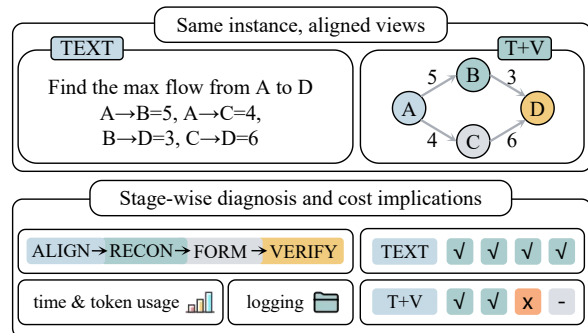 Same instance, aligned views
TEXT
Find the max flow from A to D
A→B=5, A→C=4,
B→D=3, C→D=6
T+V
5 B 3
A D
4 C 6
Stage-wise diagnosis and cost implications
ALIGN→RECON→FORM→VERIFY
time & token usage
logging
TEXT √ √ √ √
T+V √ √ x -